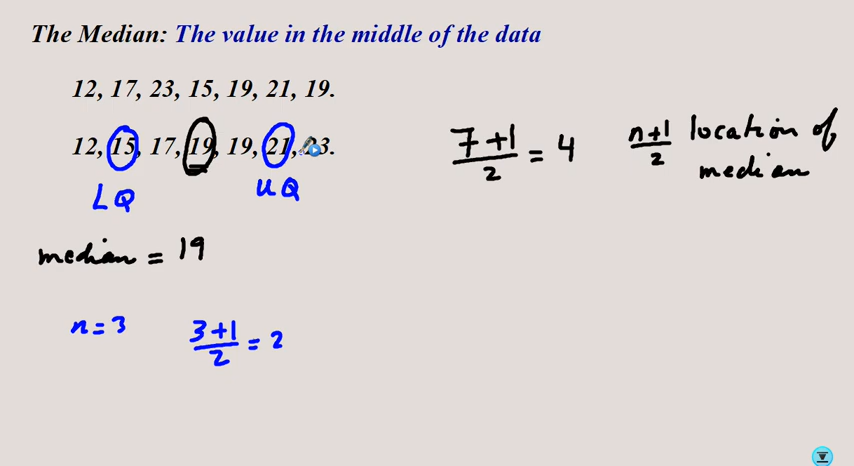 The Median: The value in the middle of the data
12, 17, 23, 15, 19, 21, 19.
12, 15, 17, 19, 19, 21, 23.
7+1/2 = 4
n+1/2 location of median
LQ UQ
median = 19
n=3 3+1/2 = 2